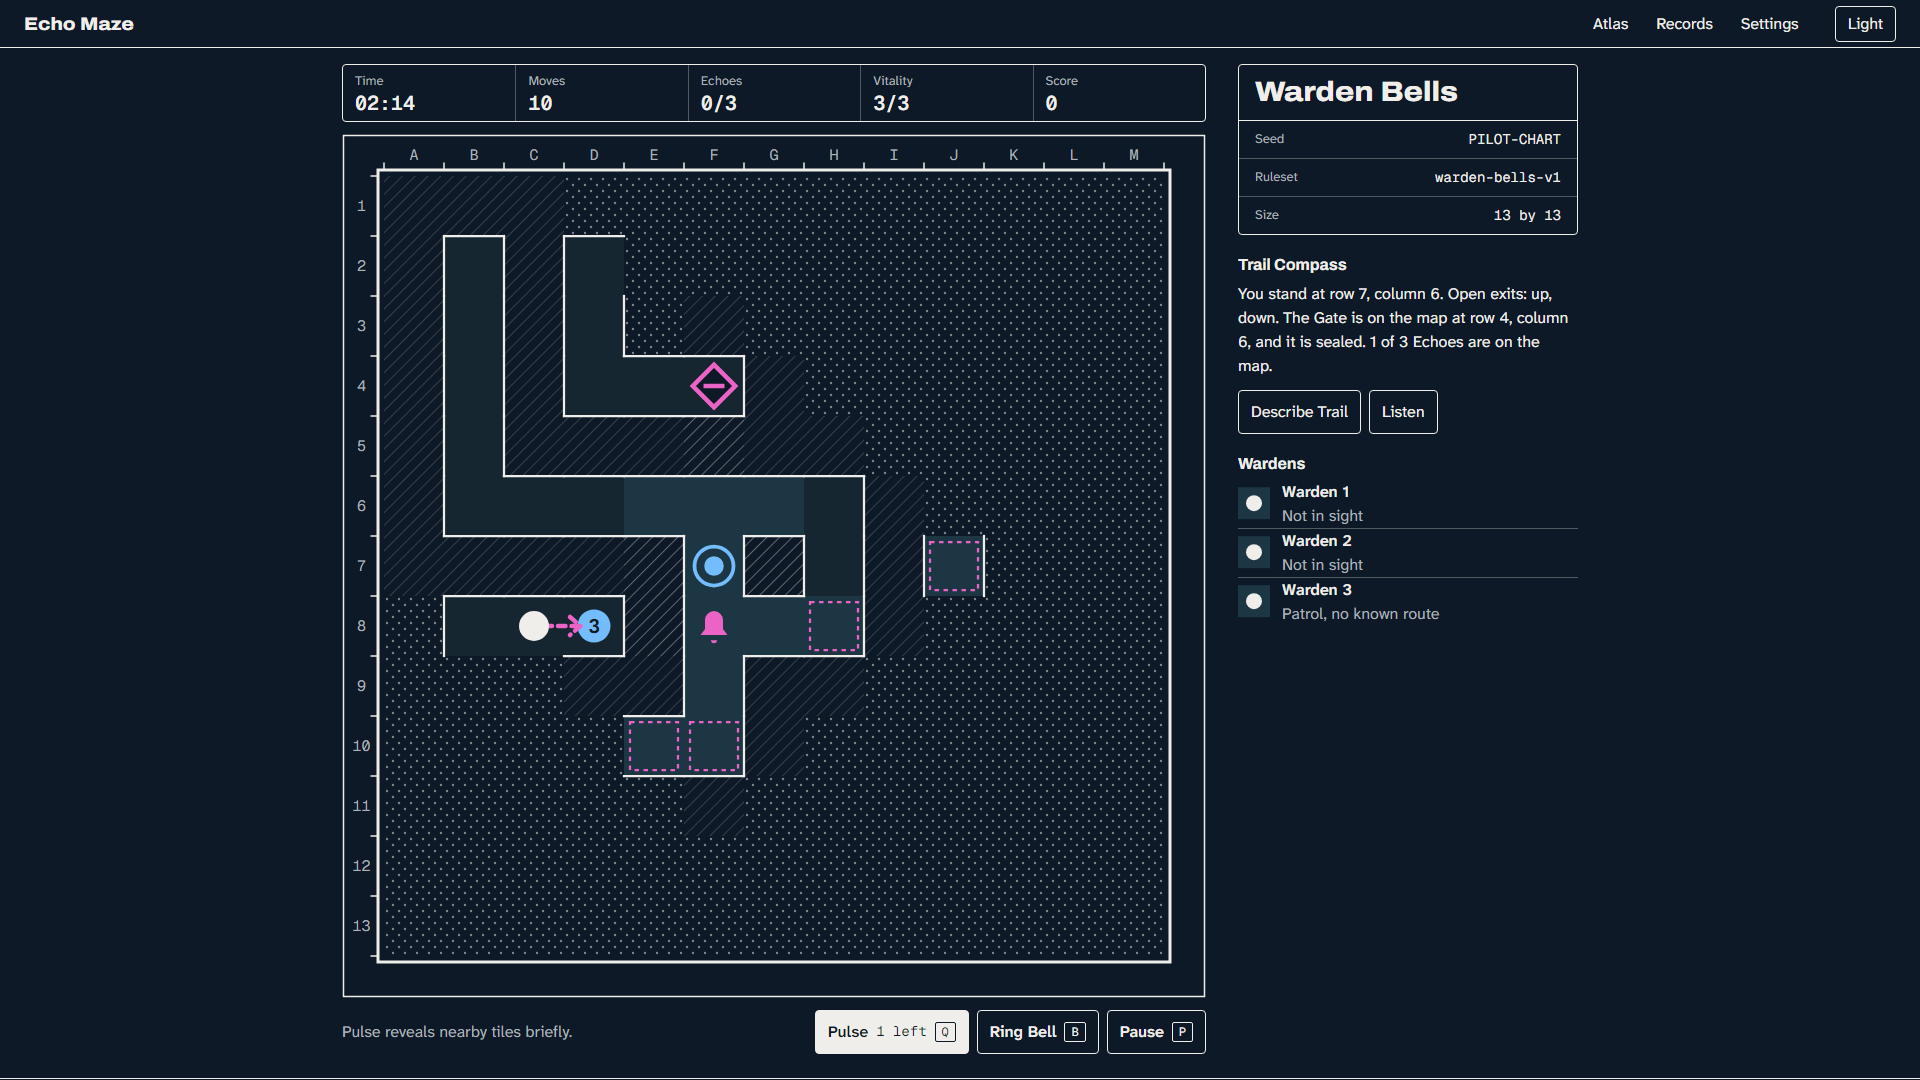 Echo Maze
Atlas
Records
Settings
Light
Time
02:14
Moves
10
Echoes
0/3
Vitality
3/3
Score
0
A B C D E F G H I J K L M
1
2
3
4
5
6
7
8
3
9
10
11
12
13
Pulse reveals nearby tiles briefly.
Pulse 1 left Q
Ring Bell B
Pause P
Warden Bells
Seed PILOT-CHART
Ruleset warden-bells-v1
Size 13 by 13
Trail Compass
You stand at row 7, column 6. Open exits: up,
down. The Gate is on the map at row 4, column
6, and it is sealed. 1 of 3 Echoes are on the
map.
Describe Trail
Listen
Wardens
Warden 1
Not in sight
Warden 2
Not in sight
Warden 3
Patrol, no known route